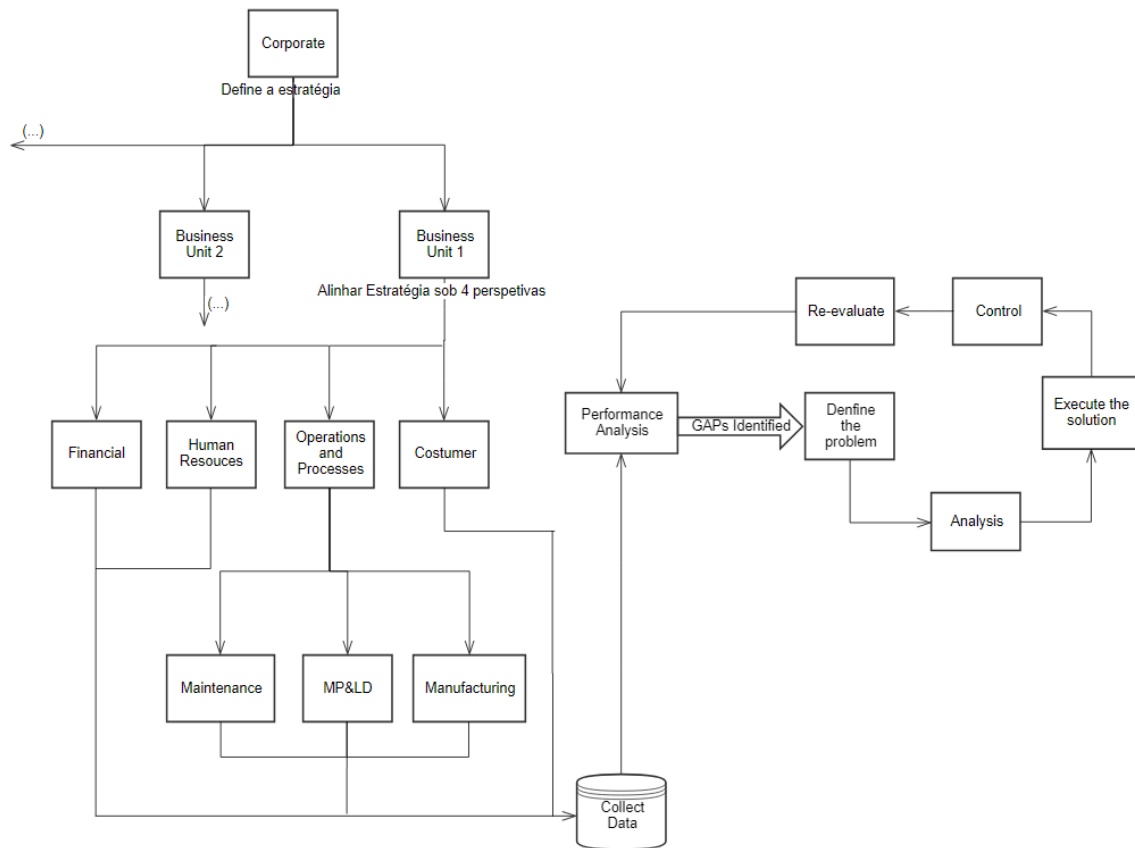 Corporate
Define a estratégia
(...)
Business
Unit 2
Business
Unit 1
Alinhar Estratégia sob 4 perspetivas
(...)
Financial
Human
Resouces
Operations
and
Processes
Costumer
Maintenance
MP&LD
Manufacturing
Collect
Data
Performance
Analysis
GAPs Identified
Denfine
the
problem
Analysis
Execute the
solution
Control
Re-evaluate